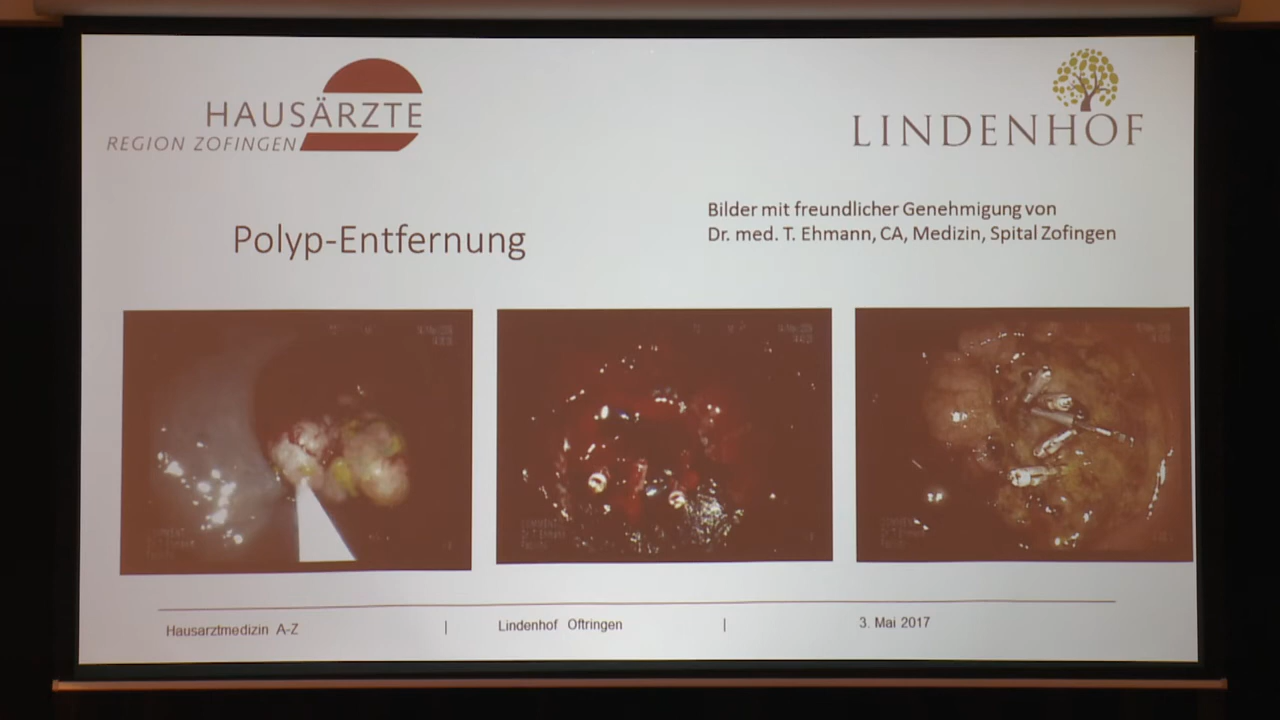 HAUSÄRZTE
REGION ZOFINGEN
LINDENHOF
Bilder mit freundlicher Genehmigung von
Dr. med. T. Ehmann, CA, Medizin, Spital Zofingen
Polyp-Entfernung
Hausarztmedizin A-Z | Lindenhof Oftringen | 3. Mai 2017